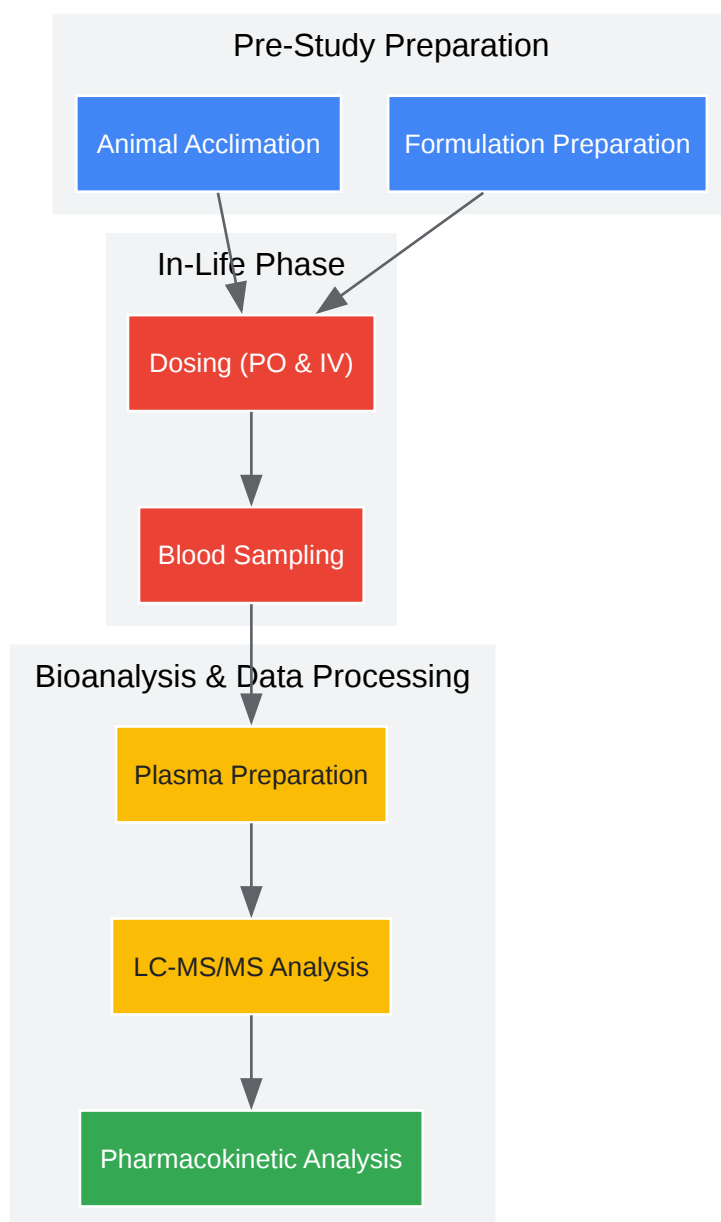 Pre-Study Preparation
Animal Acclimation
Formulation Preparation
In-Life Phase
Dosing (PO & IV)
Blood Sampling
Bioanalysis & Data Processing
Plasma Preparation
LC-MS/MS Analysis
Pharmacokinetic Analysis